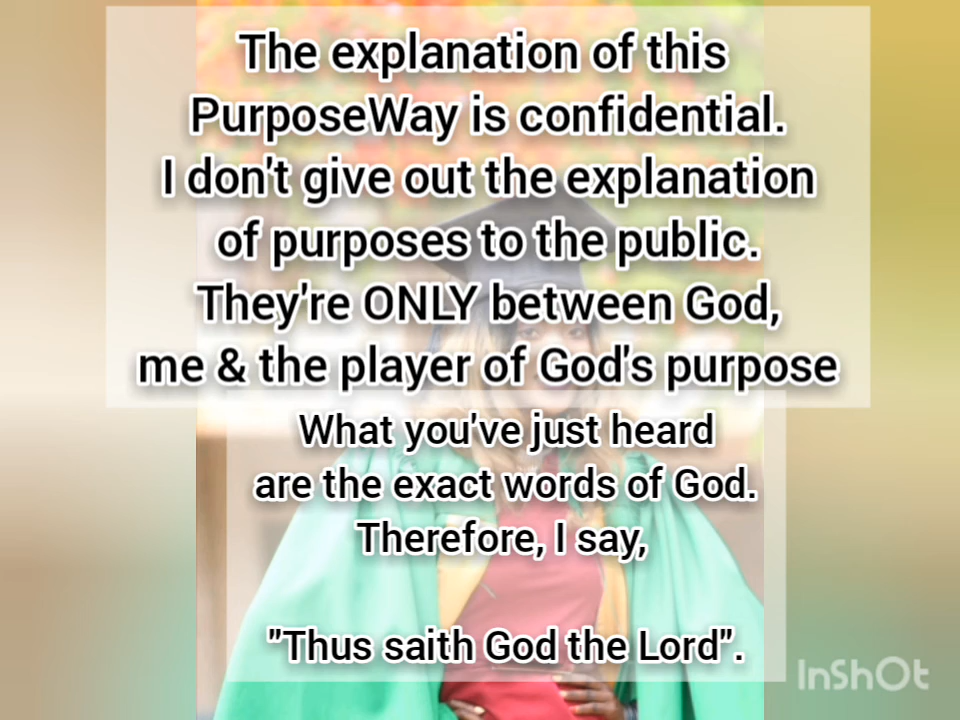 The explanation of this
PurposeWay is confidential.
I don't give out the explanation
of purposes to the public.
They're ONLY between God,
me & the player of God's purpose
What you've just heard
are the exact words of God.
Therefore, I say,
"Thus saith God the Lord".
InShOt